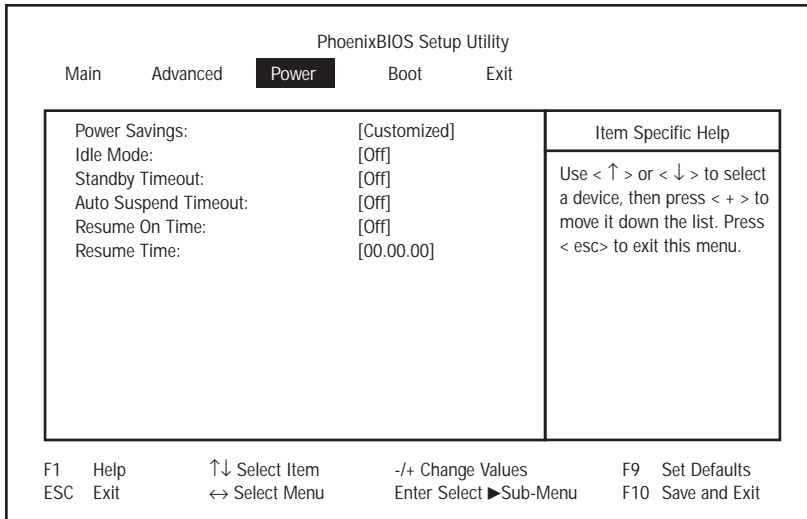 PhoenixBIOS Setup Utility
Main Advanced Power Boot Exit
Power Savings: [Customized]
Idle Mode: [Off]
Standby Timeout: [Off]
Auto Suspend Timeout: [Off]
Resume On Time: [Off]
Resume Time: [00.00.00]
Item Specific Help
Use < ↑ > or < ↓ > to select
a device, then press < + > to
move it down the list. Press
< esc> to exit this menu.
F1 Help ↑↓ Select Item -/+ Change Values F9 Set Defaults
ESC Exit ↔ Select Menu Enter Select ▶Sub-Menu F10 Save and Exit